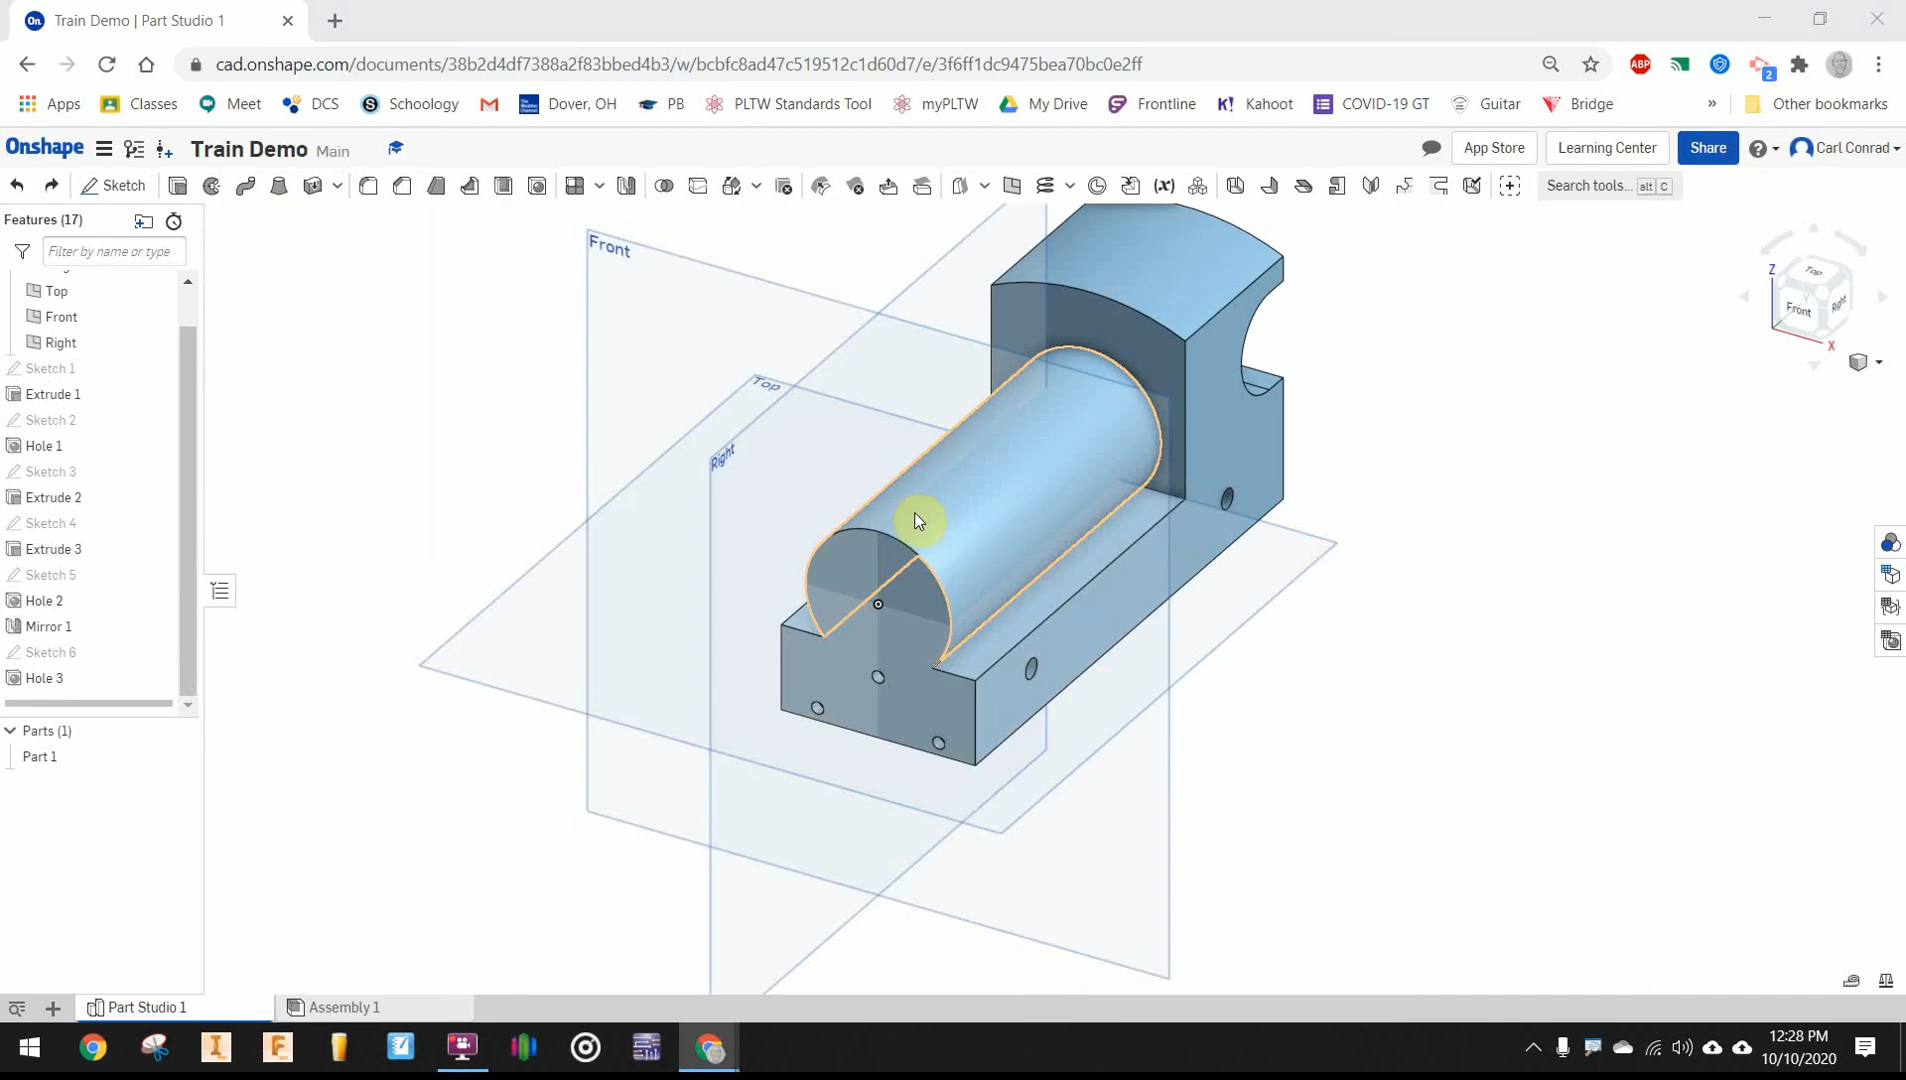 Train Demo | Part Studio 1
cad.onshape.com/documents/38b2d4df7388a2f83bbed4b3/w/bcbfc8ad47c519512c1d60d7/e/3f6ff1dc9475bea70bc0e2ff
ABP
2
Apps
Classes
Meet
DCS
Schoology
Dover, OH
PB
PLTW Standards Tool
myPLTW
My Drive
Frontline
Kahoot
COVID-19 GT
Guitar
Bridge
»
Other bookmarks
Onshape
Train Demo Main
App Store
Learning Center
Share
Carl Conrad
Sketch
(x)
Search tools... alt C
Features (17)
Filter by name or type
Top
Front
Right
Sketch 1
Extrude 1
Sketch 2
Hole 1
Sketch 3
Extrude 2
Sketch 4
Extrude 3
Sketch 5
Hole 2
Mirror 1
Sketch 6
Hole 3
Parts (1)
Part 1
Front
Top
Right
Z
Top
Front
Right
Y
X
Part Studio 1
Assembly 1
12:28 PM
10/10/2020